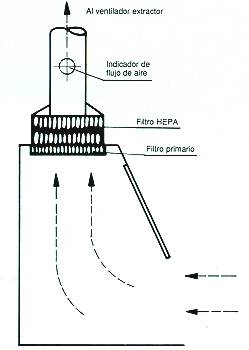 Al ventilador extractor
Indicador de
flujo de aire
Filtro HEPA
Filtro primario